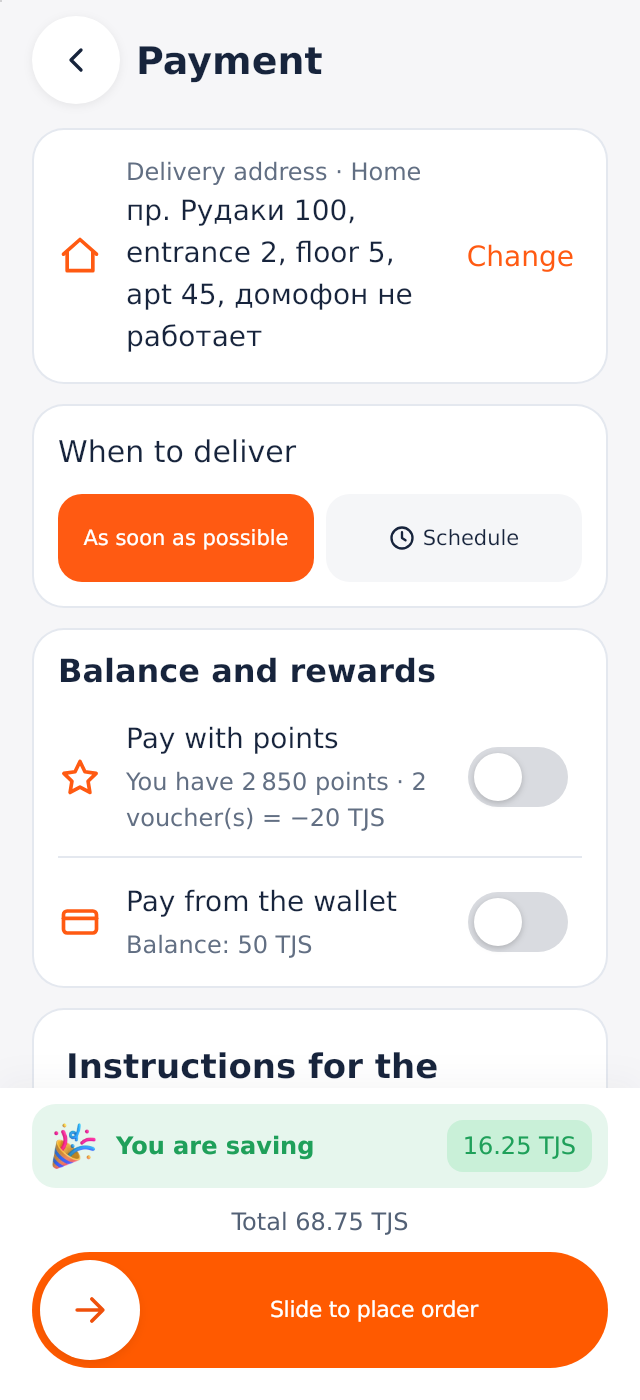 Payment
Delivery address · Home
пр. Рудаки 100,
entrance 2, floor 5,
apt 45, домофон не
работает
Change
When to deliver
As soon as possible
Schedule
Balance and rewards
Pay with points
You have 2 850 points · 2
voucher(s) = −20 TJS
Pay from the wallet
Balance: 50 TJS
Instructions for the
You are saving
16.25 TJS
Total 68.75 TJS
Slide to place order